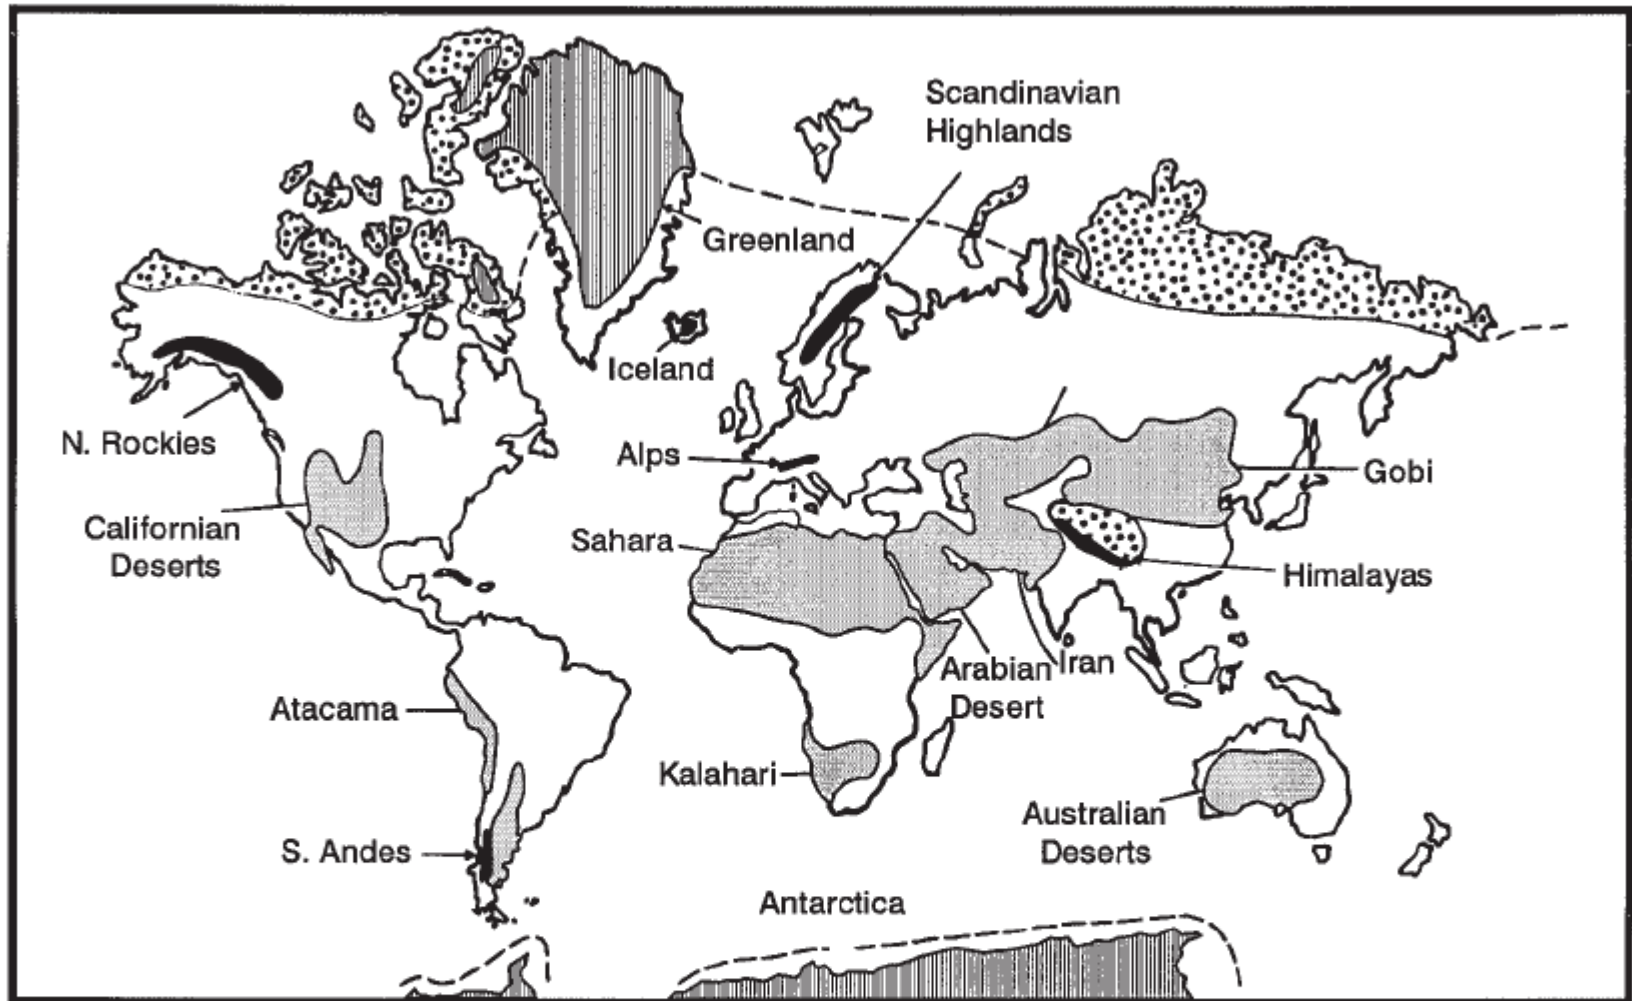 Scandinavian
Highlands
Greenland
Iceland
N. Rockies
Alps
Gobi
Californian
Deserts
Sahara
Himalayas
Arabian
Desert
Iran
Atacama
Kalahari
Australian
Deserts
S. Andes
Antarctica